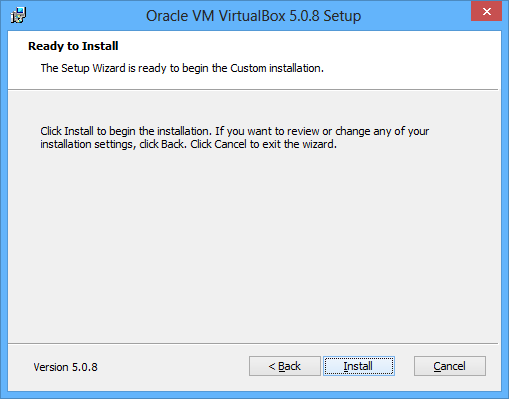 Oracle VM VirtualBox 5.0.8 Setup
Ready to Install
The Setup Wizard is ready to begin the Custom installation.
Click Install to begin the installation. If you want to review or change any of your
installation settings, click Back. Click Cancel to exit the wizard.
Version 5.0.8
< Back
Install
Cancel